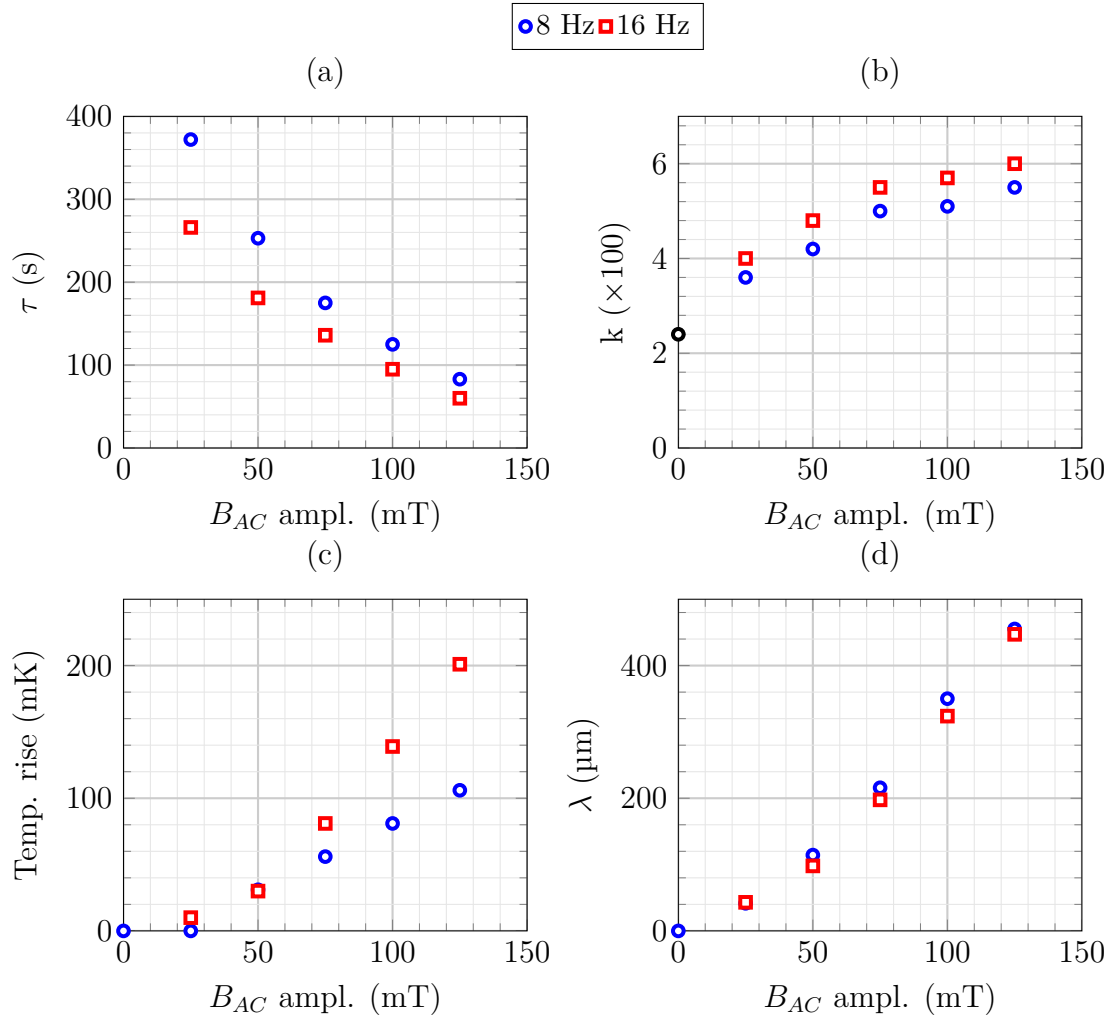 8 Hz 16 Hz
(a)
400
300
200
100
0
τ (s)
0 50 100 150
B_AC ampl. (mT)
(b)
6
4
2
0
k (×100)
0 50 100 150
B_AC ampl. (mT)
(c)
200
100
0
Temp. rise (mK)
0 50 100 150
B_AC ampl. (mT)
(d)
400
200
0
λ (µm)
0 50 100 150
B_AC ampl. (mT)